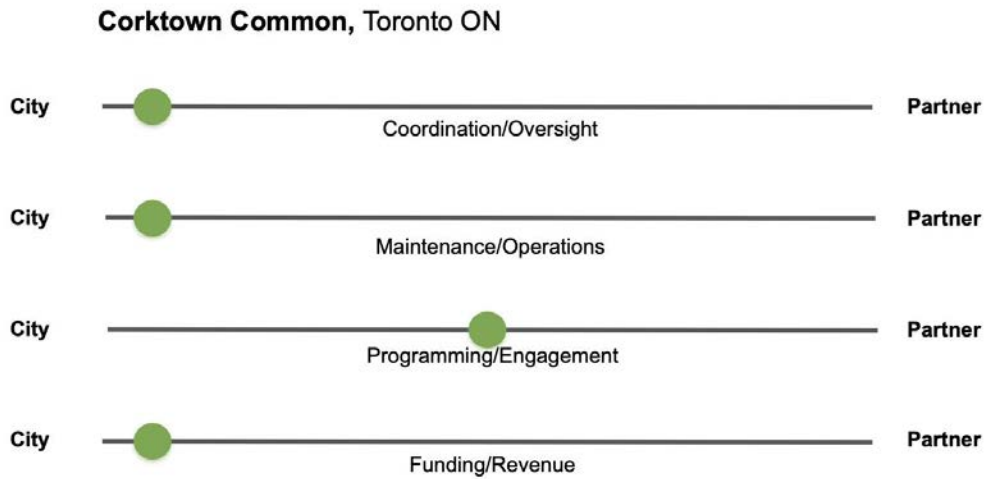 Corktown Common, Toronto ON
City Partner
Coordination/Oversight
City Partner
Maintenance/Operations
City Partner
Programming/Engagement
City Partner
Funding/Revenue